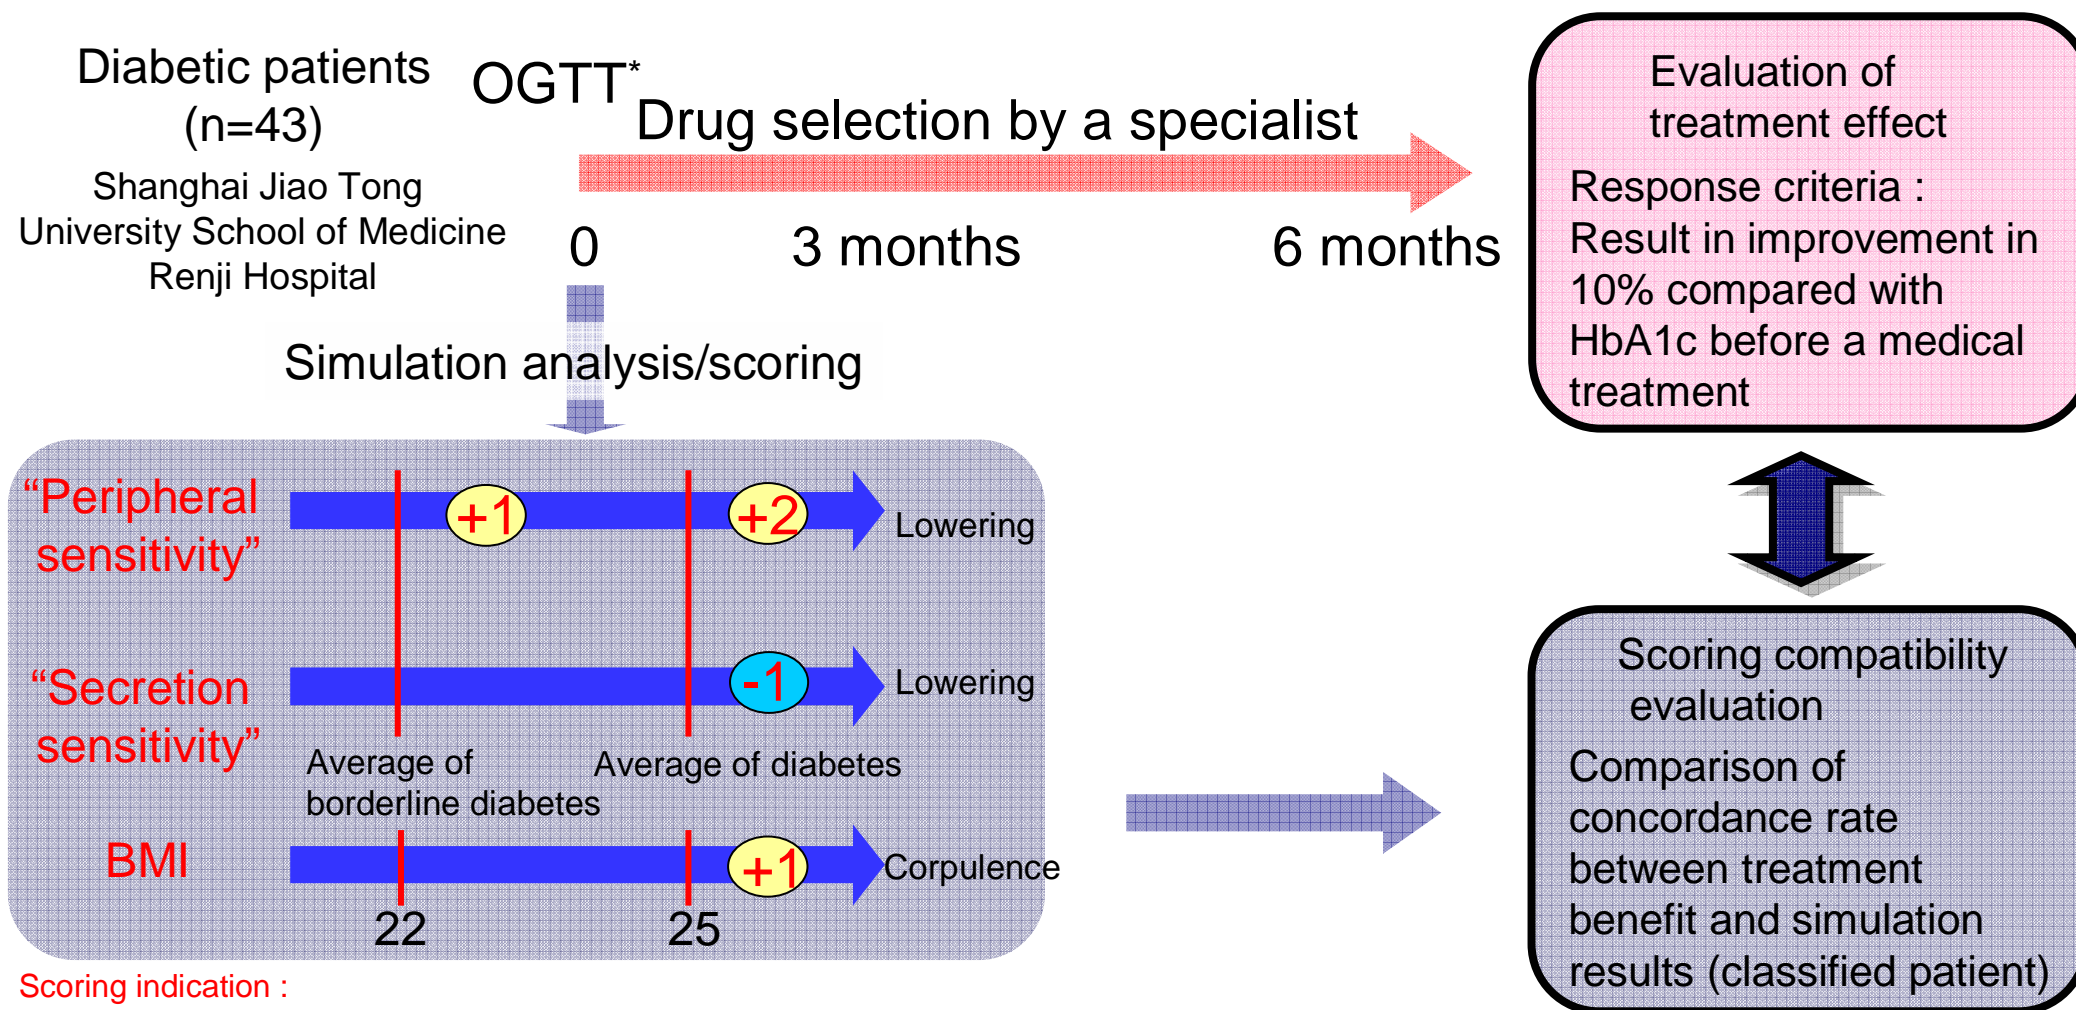 Diabetic patients
(n=43)
Shanghai Jiao Tong
University School of Medicine
Renji Hospital
OGTT*
Drug selection by a specialist
0
3 months
6 months
Simulation analysis/scoring
“Peripheral
sensitivity”
+1
+2
Lowering
“Secretion
sensitivity”
-1
Lowering
Average of
borderline diabetes
Average of diabetes
BMI
+1
Corpulence
22
25
Scoring indication :
Evaluation of
treatment effect
Response criteria :
Result in improvement in
10% compared with
HbA1c before a medical
treatment
Scoring compatibility
evaluation
Comparison of
concordance rate
between treatment
benefit and simulation
results (classified patient)